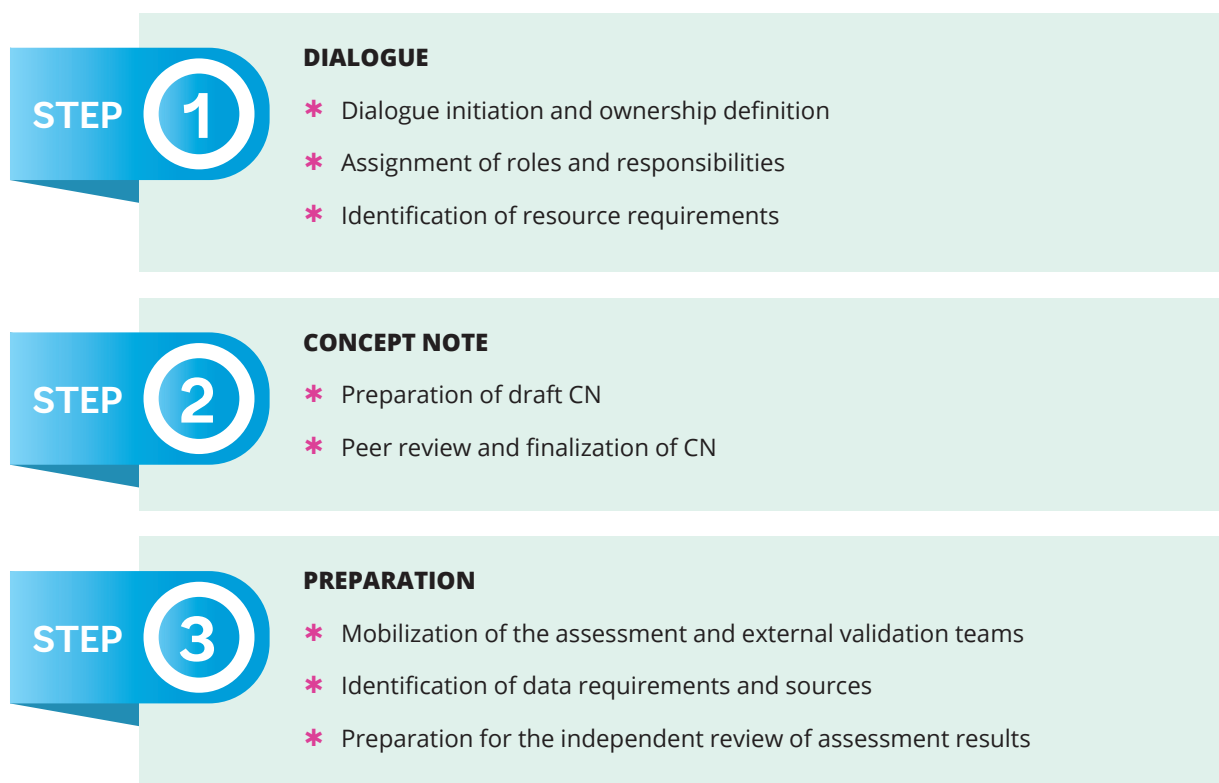 STEP 1
DIALOGUE
* Dialogue initiation and ownership definition
* Assignment of roles and responsibilities
* Identification of resource requirements
STEP 2
CONCEPT NOTE
* Preparation of draft CN
* Peer review and finalization of CN
STEP 3
PREPARATION
* Mobilization of the assessment and external validation teams
* Identification of data requirements and sources
* Preparation for the independent review of assessment results